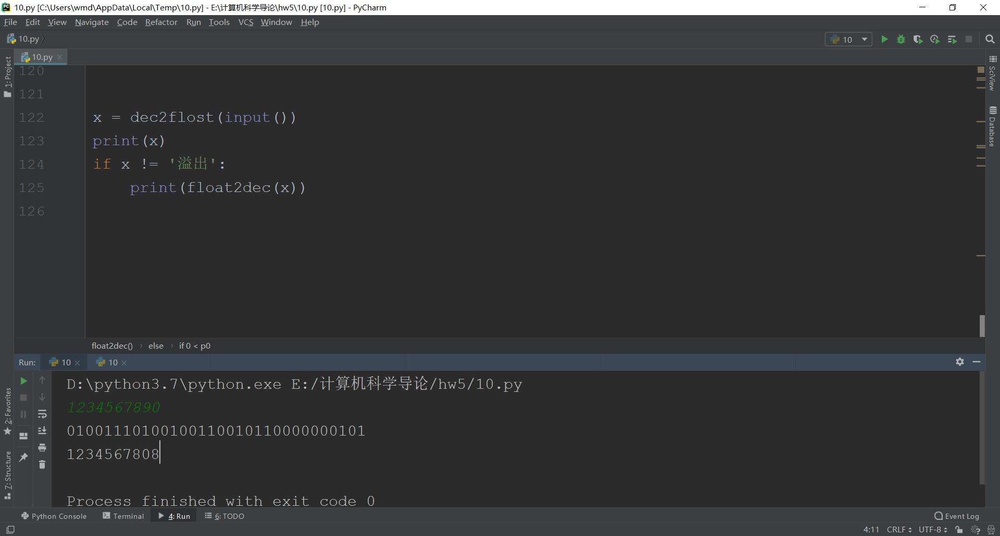 10.py [C:\Users\wmd\AppData\Local\Temp\10.py] - E:\计算机科学导论\hw5\10.py [10.py] - PyCharm
File Edit View Navigate Code Refactor Run Tools VCS Window Help
10.py
10
10.py
1: Project
SciView
Database
120
121
122 x = dec2flost(input())
123 print(x)
124 if x != '溢出':
125 print(float2dec(x))
126
float2dec() › else › if 0 < p0
Run: 10 10
D:\python3.7\python.exe E:/计算机科学导论/hw5/10.py
1234567890
01001110100100110010110000000101
1234567808
Process finished with exit code 0
2: Favorites
7: Structure
Python Console Terminal 4: Run 6: TODO Event Log
4:11 CRLF UTF-8